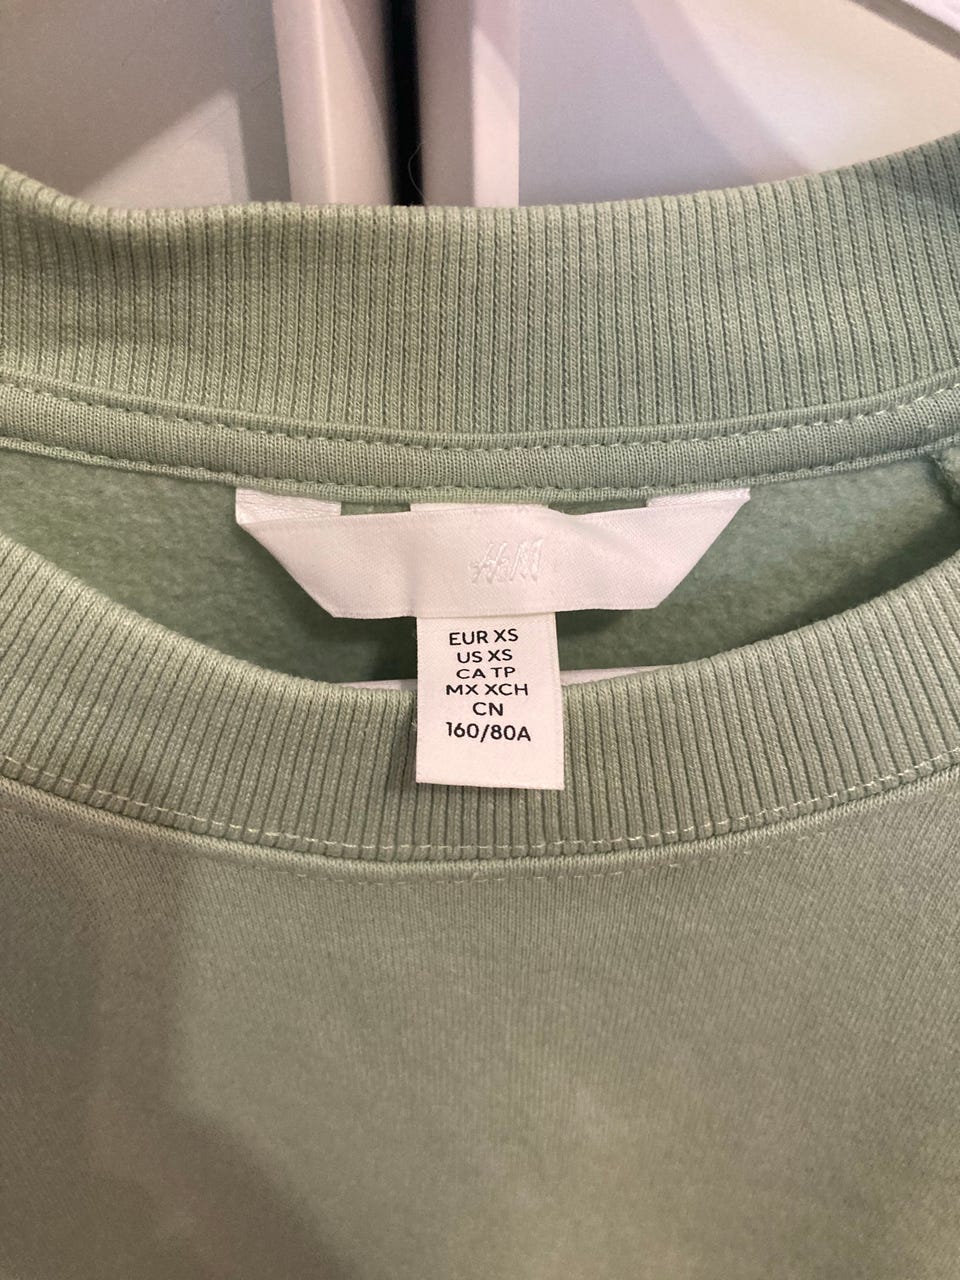 H&M
EUR XS
US XS
CA TP
MX XCH
CN
160/80A